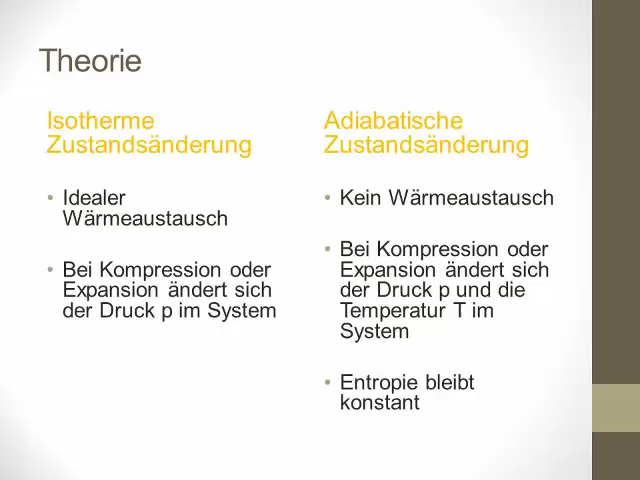 Theorie
Isotherme
Zustandsänderung
• Idealer
Wärmeaustausch
• Bei Kompression oder
Expansion ändert sich
der Druck p im System
Adiabatische
Zustandsänderung
• Kein Wärmeaustausch
• Bei Kompression oder
Expansion ändert sich
der Druck p und die
Temperatur T im
System
• Entropie bleibt
konstant